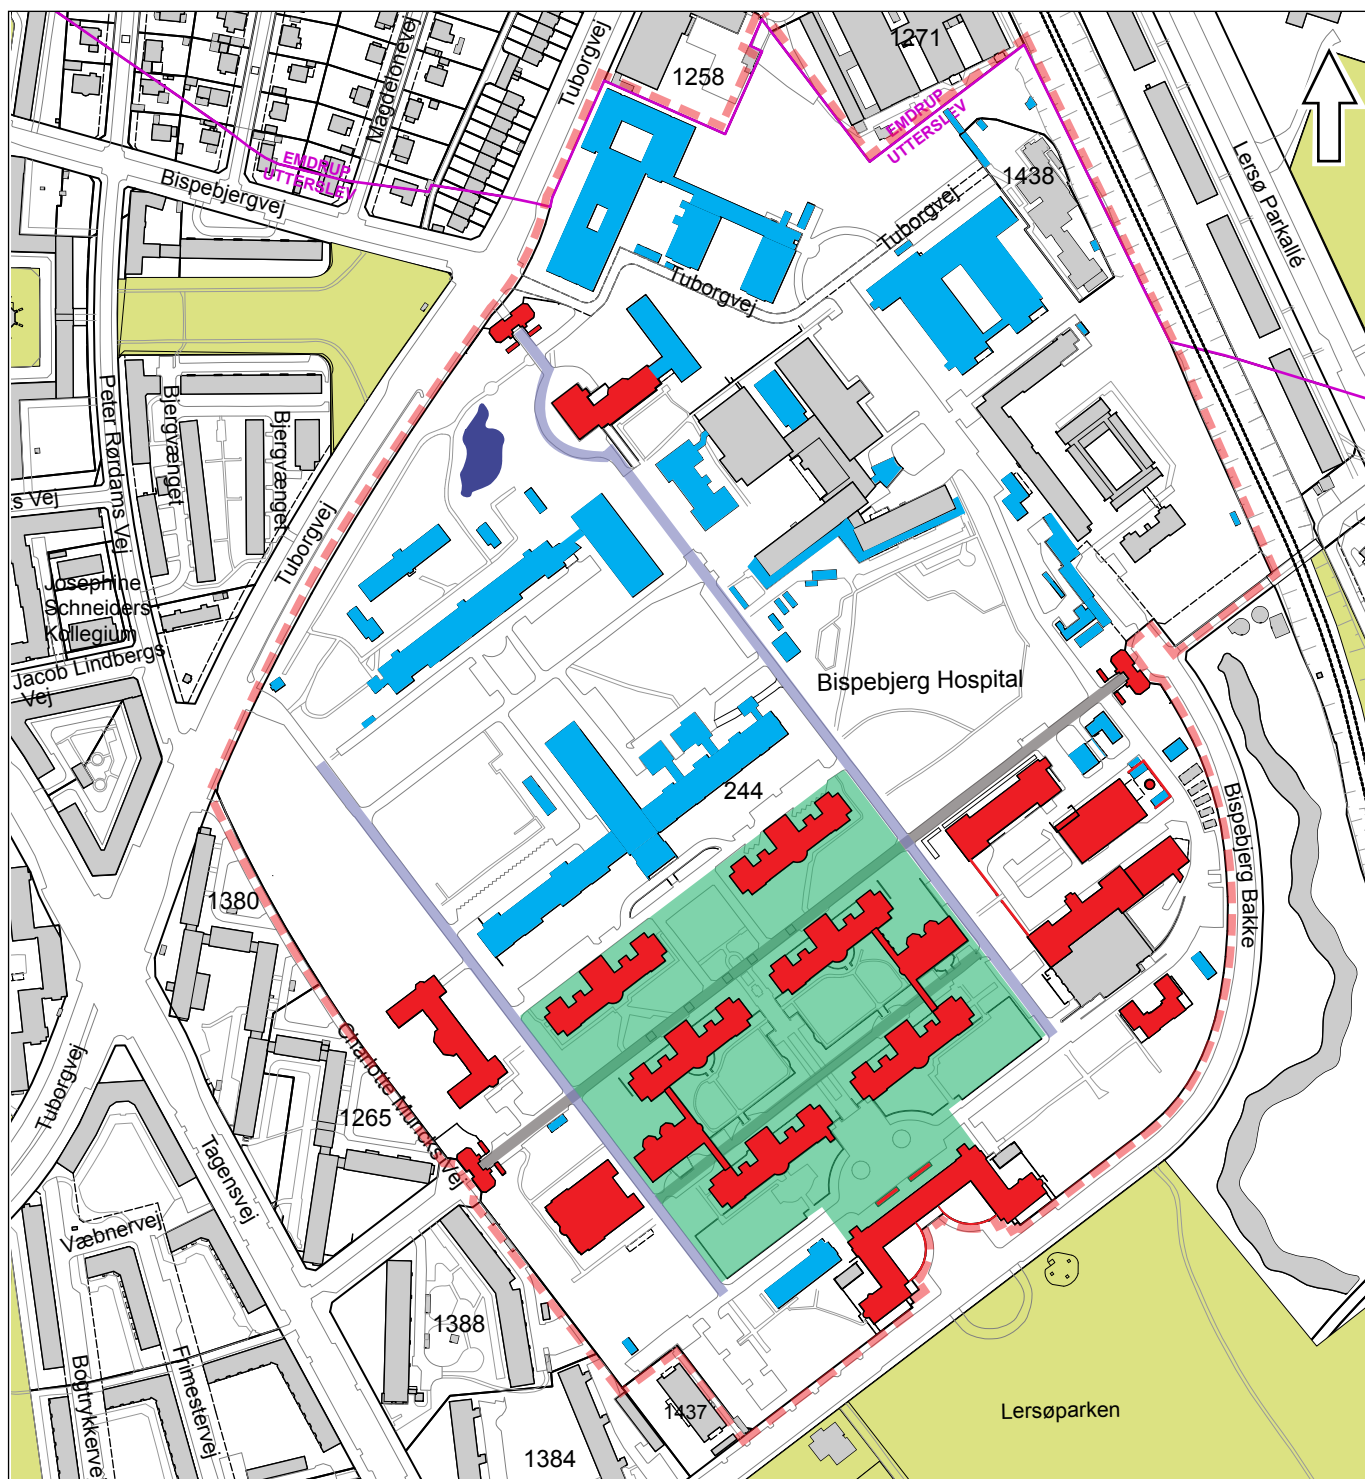 1271
1258
Tuborgvej
Magdelonevej
EMDRUP
UTTERSLEV
EMDRUP
UTTERSLEV
Bispebjergvej
1438
Lersø Parkallé
Tuborgvej
Tuborgvej
Peter Rørdams Vej
Bjergvænget
Bjergvænget
s Vej
Tuborgvej
Josephine
Schneiders
Kollegium
Jacob Lindbergs
Vej
Bispebjerg Hospital
244
Bispebjerg Bakke
1380
Charlotte Muncks Vej
1265
Tuborgvej
Tagensvej
Væbnervej
1388
Frimestervej
Bogtrykkerve
1437
1384
Lersøparken